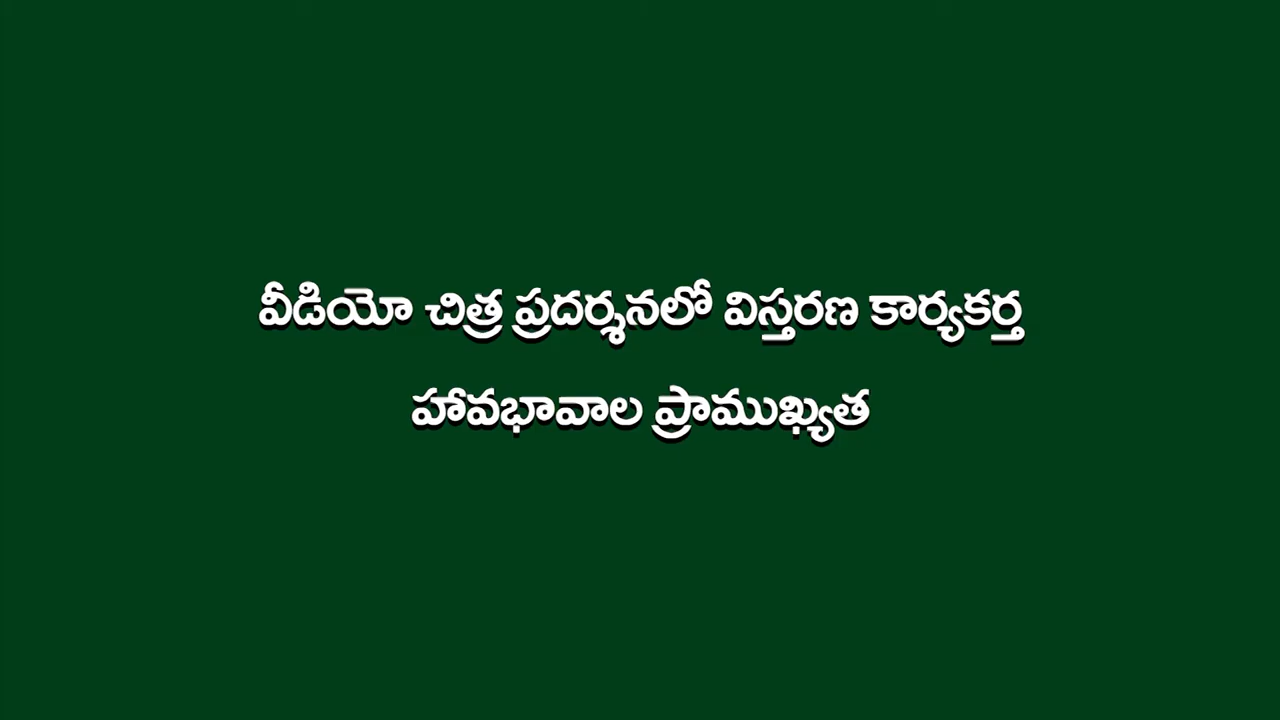 వీడియో చిత్ర ప్రదర్శనలో విస్తరణ కార్యకర్త
హావభావాల ప్రాముఖ్యత